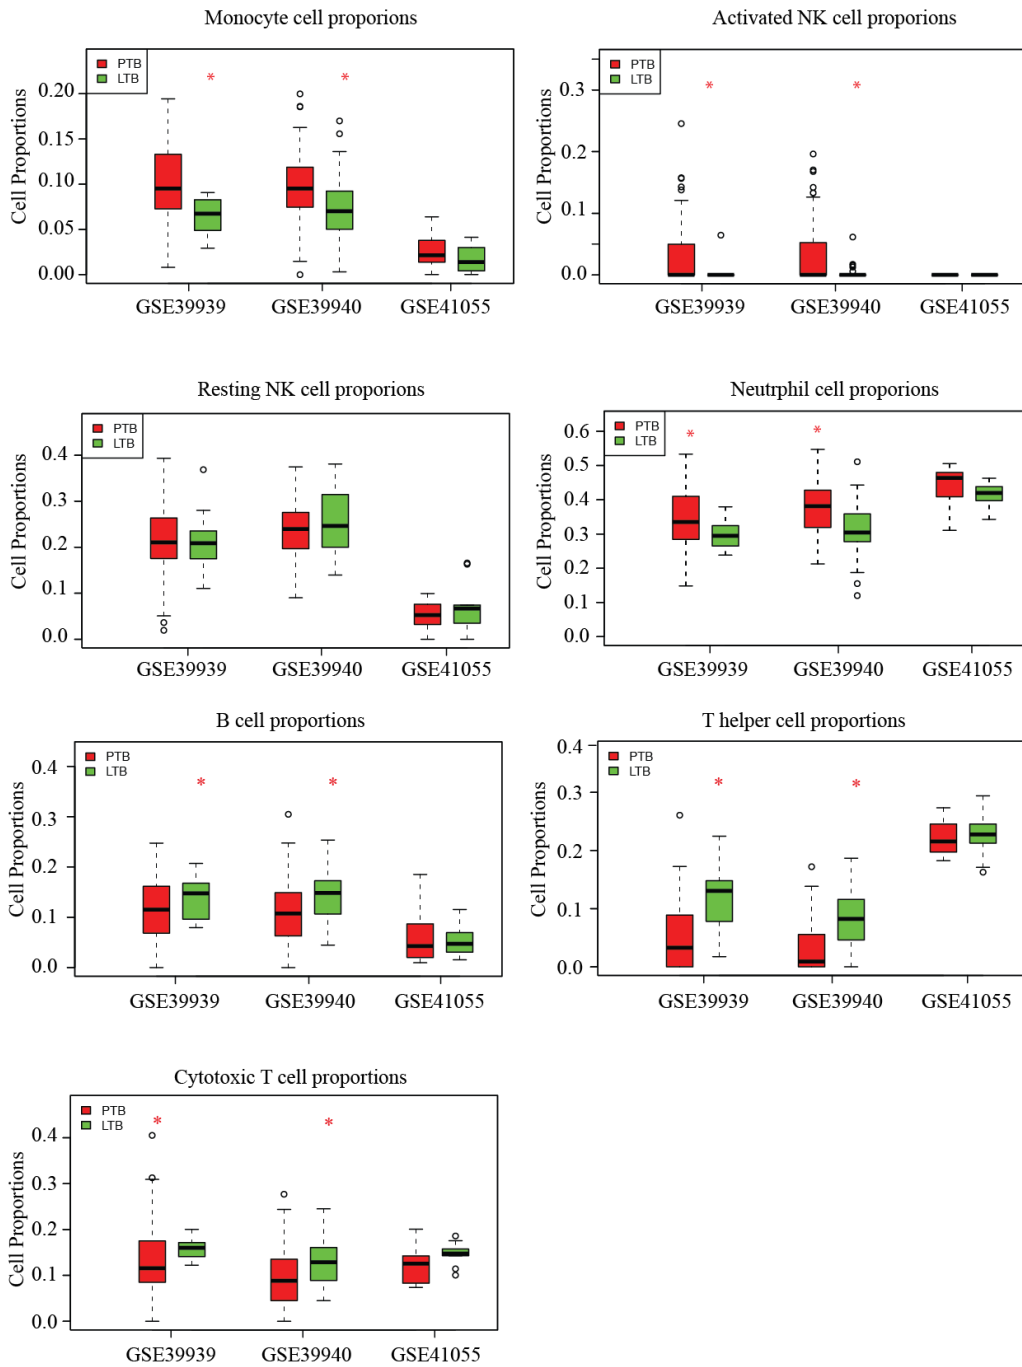 Monocyte cell proporions
PTB
LTB
*
*
Cell Proportions
0.20
0.15
0.10
0.05
0.00
GSE39939
GSE39940
GSE41055
Activated NK cell proporions
PTB
LTB
*
*
Cell Proportions
0.3
0.2
0.1
0.0
GSE39939
GSE39940
GSE41055
Resting NK cell proporions
PTB
LTB
Cell Proportions
0.4
0.3
0.2
0.1
0.0
GSE39939
GSE39940
GSE41055
Neutrphil cell proporions
PTB
LTB
*
*
Cell Proportions
0.6
0.5
0.4
0.3
0.2
0.1
0.0
GSE39939
GSE39940
GSE41055
B cell proportions
PTB
LTB
*
*
Cell Proportions
0.4
0.3
0.2
0.1
0.0
GSE39939
GSE39940
GSE41055
T helper cell proportions
PTB
LTB
*
*
Cell Proportions
0.4
0.3
0.2
0.1
0.0
GSE39939
GSE39940
GSE41055
Cytotoxic T cell proportions
PTB
LTB
*
*
Cell Proportions
0.4
0.3
0.2
0.1
0.0
GSE39939
GSE39940
GSE41055